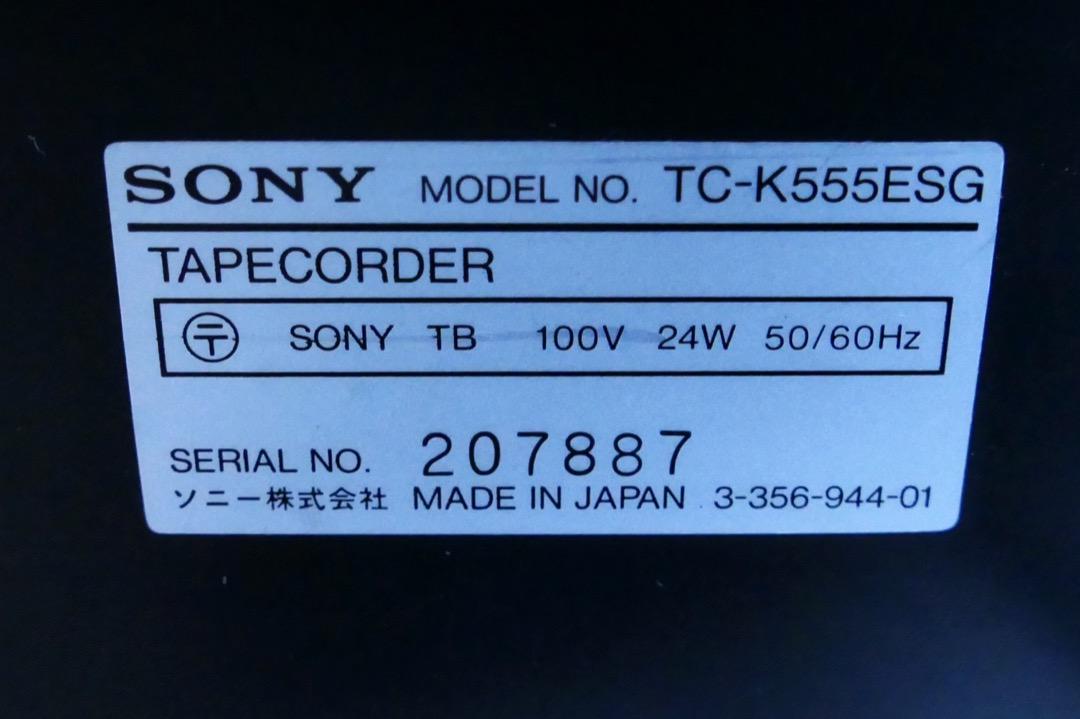 SONY MODEL NO. TC-K555ESG
TAPECORDER
〶 SONY TB 100V 24W 50/60Hz
SERIAL NO. 207887
ソニー株式会社 MADE IN JAPAN 3-356-944-01